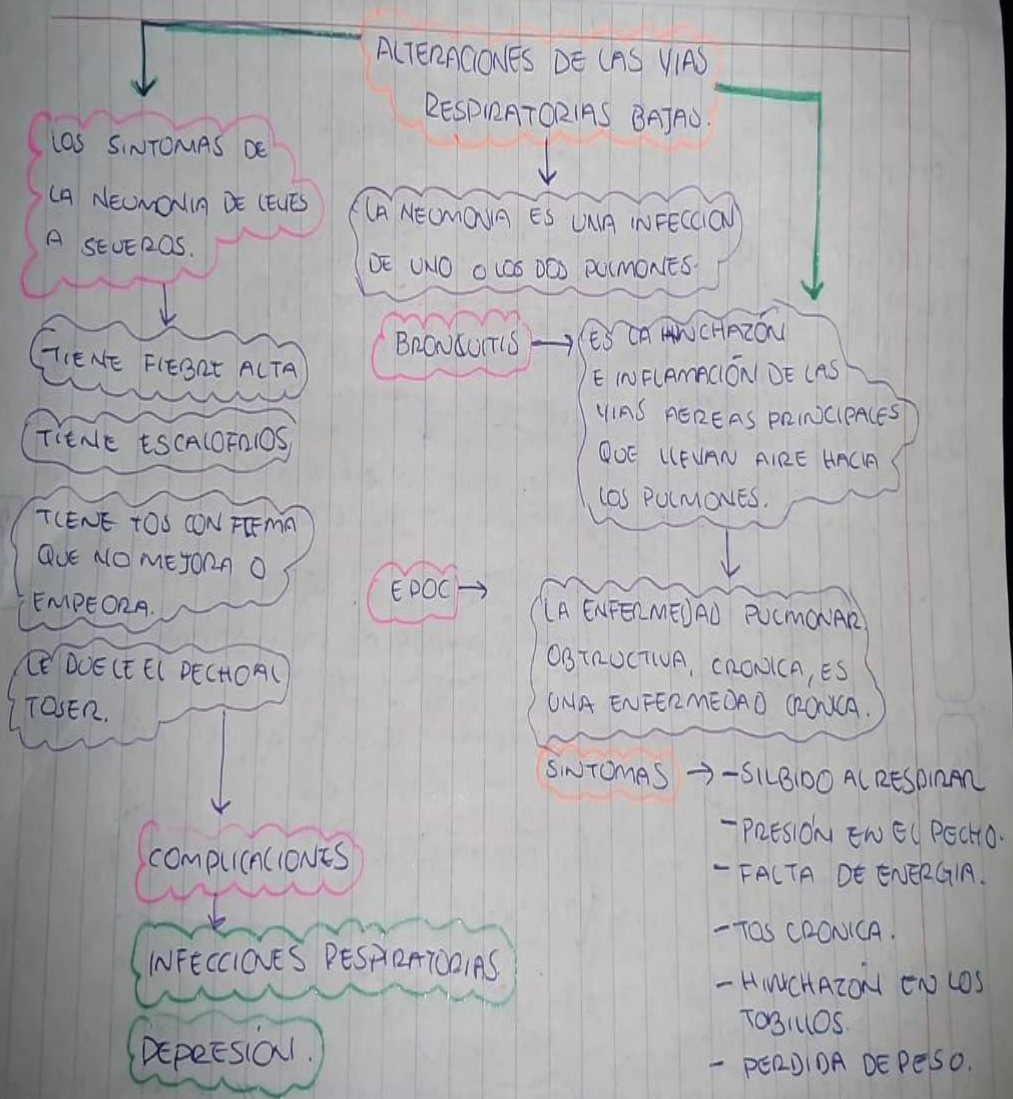 ALTERACIONES DE LAS VIAS
RESPIRATORIAS BAJAS.
LOS SINTOMAS DE
LA NEUMONIA DE LEVES
A SEVEROS.
TIENE FIEBRE ALTA
TIENE ESCALOFRIOS
TIENE TOS CON FLEMA
QUE NO MEJORA O
EMPEORA.
LE DUELE EL PECHO AL
TOSER.
COMPLICACIONES
INFECCIONES RESPIRATORIAS.
DEPRESIÓN.
LA NEUMONIA ES UNA INFECCION
DE UNO O LOS DOS PULMONES.
BRONQUITIS → ES LA HINCHAZÓN
E INFLAMACIÓN DE LAS
VIAS AEREAS PRINCIPALES
QUE LLEVAN AIRE HACIA
LOS PULMONES.
EPOC →
LA ENFERMEDAD PULMONAR
OBTRUCTIVA, CRONICA, ES
UNA ENFERMEDAD CRONICA.
SINTOMAS → - SILBIDO AL RESPIRAR
- PRESIÓN EN EL PECHO.
- FALTA DE ENERGIA.
- TOS CRONICA.
- HINCHAZÓN EN LOS
TOBILLOS.
- PERDIDA DE PESO.